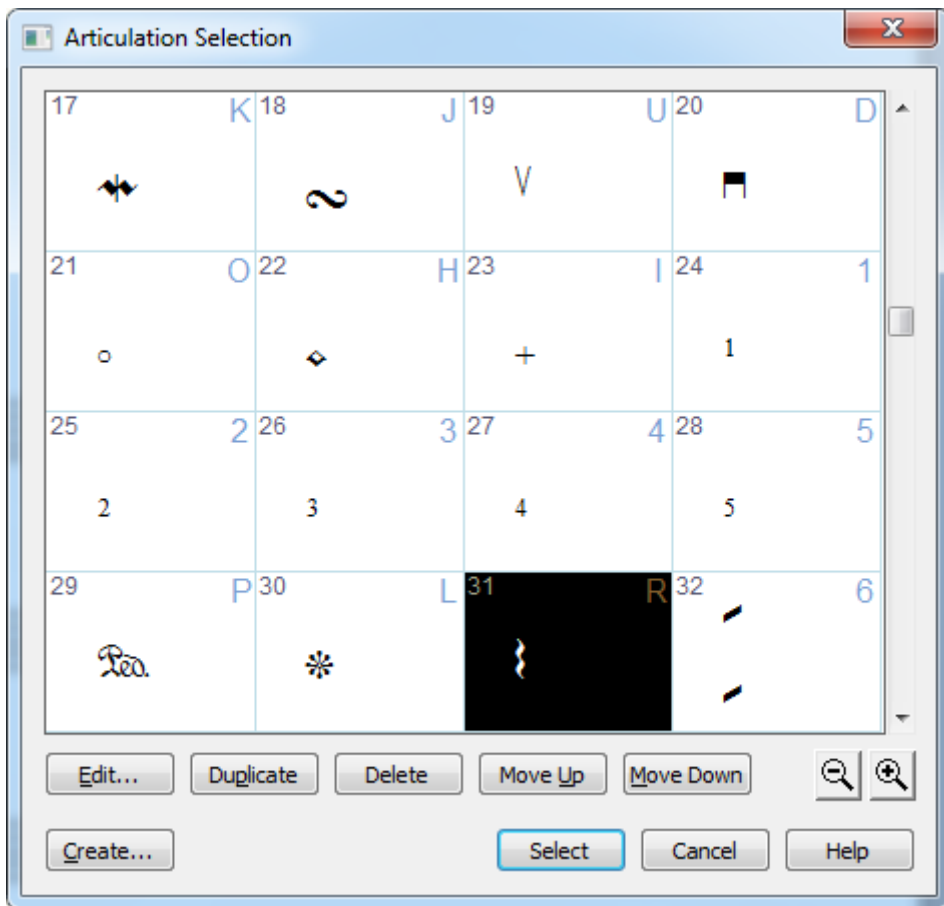 Articulation Selection
17 K 18 J 19 U 20 D
V
21 O 22 H 23 I 24 1
+ 1
25 2 26 3 27 4 28 5
2 3 4 5
29 P 30 L 31 R 32 6
Ped. *
Edit... Duplicate Delete Move Up Move Down
Create... Select Cancel Help